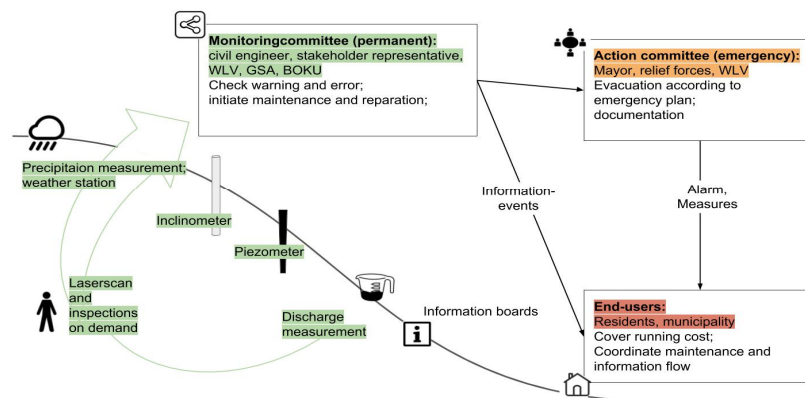 Monitoringcommittee (permanent):
civil engineer, stakeholder representative,
WLV, GSA, BOKU
Check warning and error;
initiate maintenance and reparation;
Action committee (emergency):
Mayor, relief forces, WLV
Evacuation according to
emergency plan;
documentation
Precipitaion measurement;
weather station
Inclinometer
Piezometer
Information-
events
Alarm,
Measures
Laserscan
and
inspections
on demand
Discharge
measurement
Information boards
i
End-users:
Residents, municipality
Cover running cost;
Coordinate maintenance and
information flow